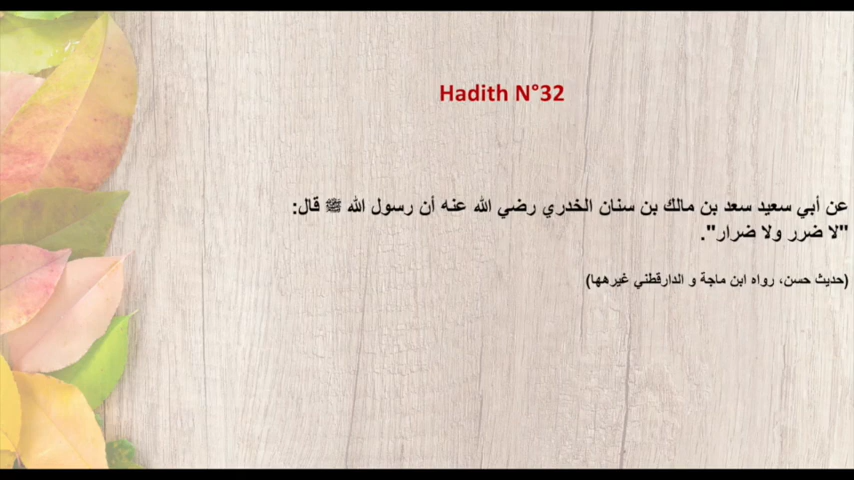 Hadith N°32
عن أبي سعيد سعد بن مالك بن سنان الخدري رضي الله عنه أن رسول الله ﷺ قال:
"لا ضرر ولا ضرار".
(حديث حسن، رواه ابن ماجة و الدارقطني غيرهها)